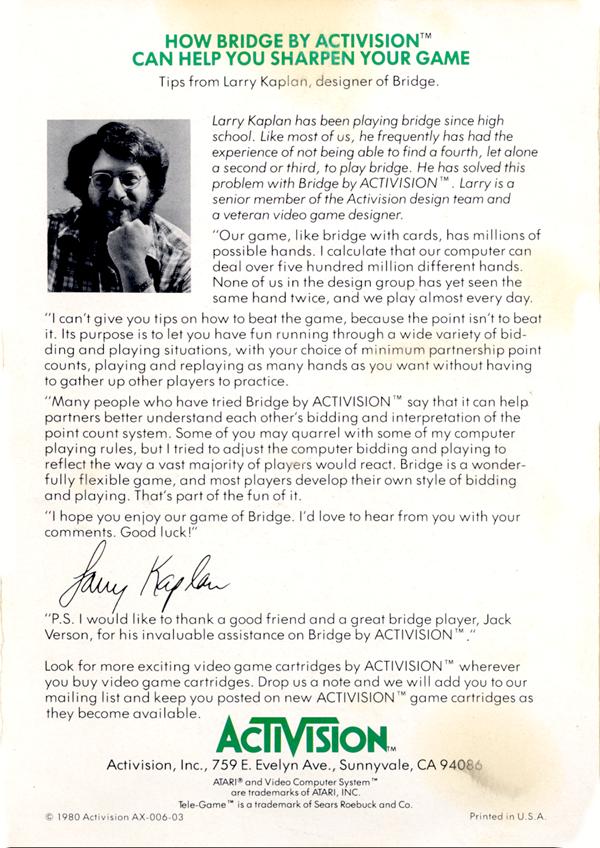 HOW BRIDGE BY ACTIVISION™
CAN HELP YOU SHARPEN YOUR GAME
Tips from Larry Kaplan, designer of Bridge.
Larry Kaplan has been playing bridge since high
school. Like most of us, he frequently has had the
experience of not being able to find a fourth, let alone
a second or third, to play bridge. He has solved this
problem with Bridge by ACTIVISION™. Larry is a
senior member of the Activision design team and
a veteran video game designer.
"Our game, like bridge with cards, has millions of
possible hands. I calculate that our computer can
deal over five hundred million different hands.
None of us in the design group has yet seen the
same hand twice, and we play almost every day.
"I can't give you tips on how to beat the game, because the point isn't to beat
it. Its purpose is to let you have fun running through a wide variety of bid-
ding and playing situations, with your choice of minimum partnership point
counts, playing and replaying as many hands as you want without having
to gather up other players to practice.
"Many people who have tried Bridge by ACTIVISION™ say that it can help
partners better understand each other's bidding and interpretation of the
point count system. Some of you may quarrel with some of my computer
playing rules, but I tried to adjust the computer bidding and playing to
reflect the way a vast majority of players would react. Bridge is a wonder-
fully flexible game, and most players develop their own style of bidding
and playing. That's part of the fun of it.
"I hope you enjoy our game of Bridge. I'd love to hear from you with your
comments. Good luck!"
Larry Kaplan
"P.S. I would like to thank a good friend and a great bridge player, Jack
Verson, for his invaluable assistance on Bridge by ACTIVISION™."
Look for more exciting video game cartridges by ACTIVISION™ wherever
you buy video game cartridges. Drop us a note and we will add you to our
mailing list and keep you posted on new ACTIVISION™ game cartridges as
they become available.
ACTIVISION™
Activision, Inc., 759 E. Evelyn Ave., Sunnyvale, CA 94086
ATARI® and Video Computer System™
are trademarks of ATARI, INC.
Tele-Game™ is a trademark of Sears Roebuck and Co.
© 1980 Activision AX-006-03 Printed in U.S.A.